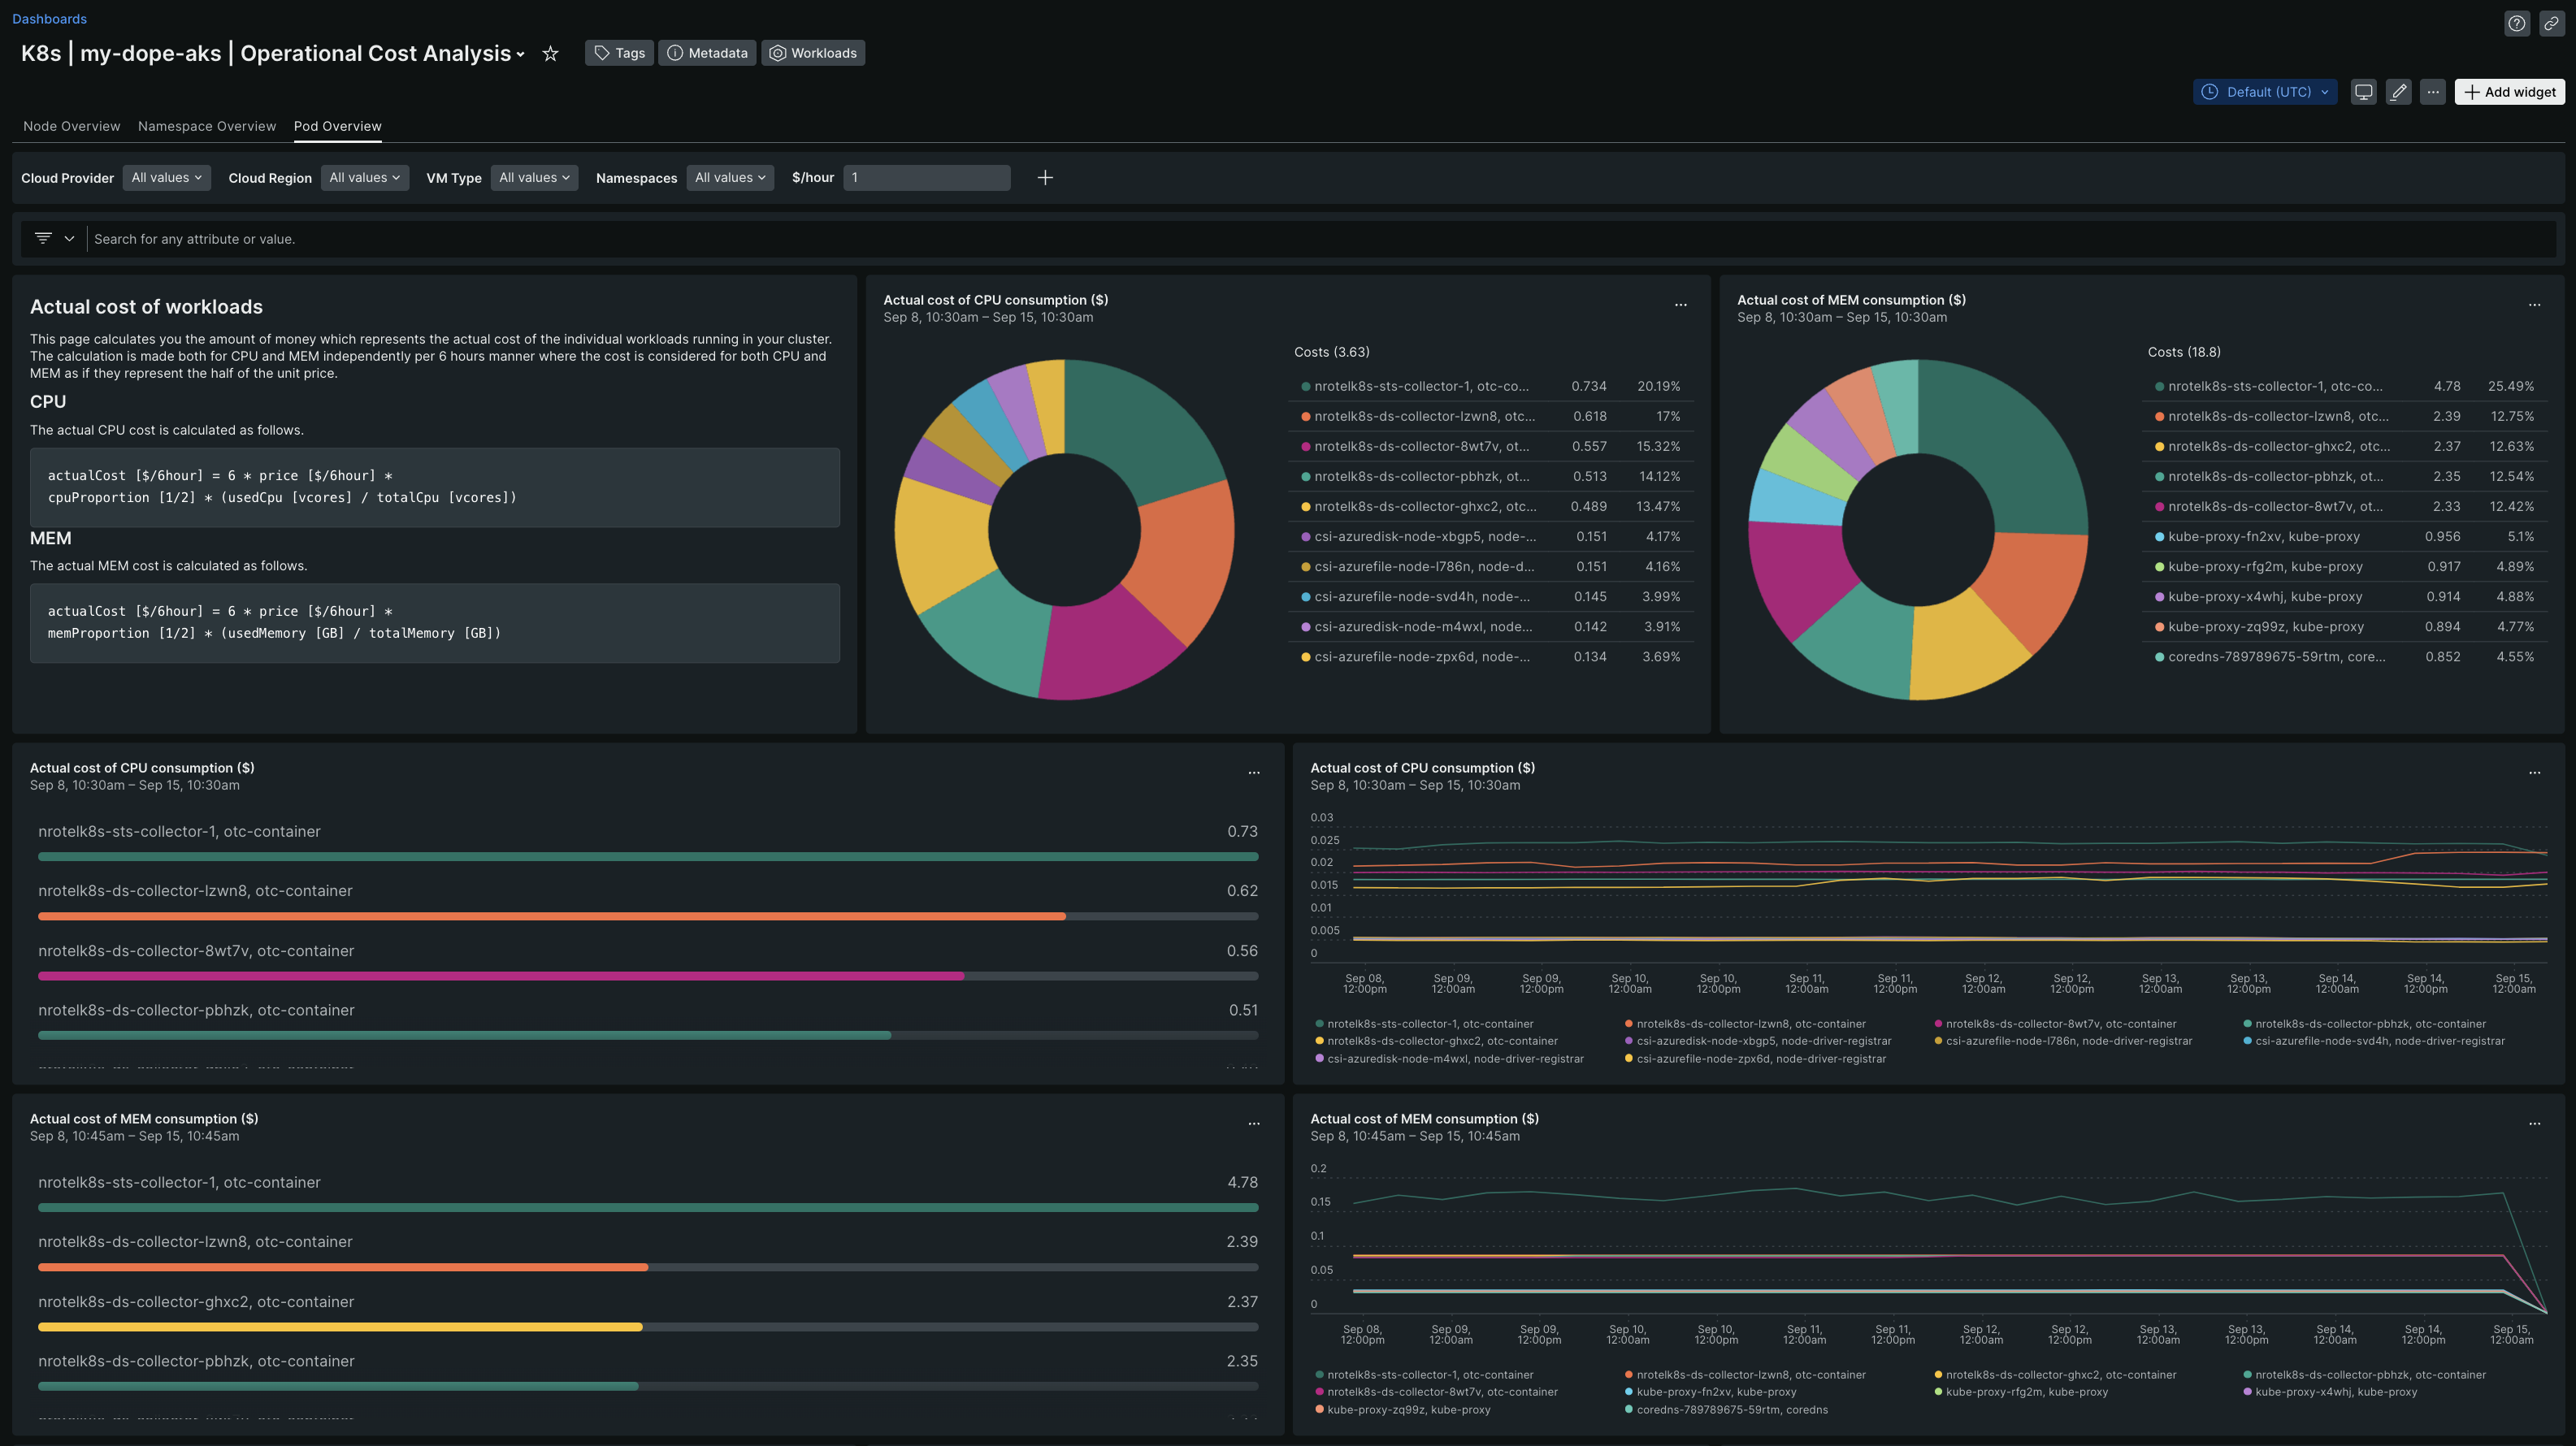 Dashboards
K8s | my-dope-aks | Operational Cost Analysis
Tags
Metadata
Workloads
Default (UTC)
Add widget
Node Overview
Namespace Overview
Pod Overview
Cloud Provider
All values
Cloud Region
All values
VM Type
All values
Namespaces
All values
$/hour
1
Search for any attribute or value.
Actual cost of workloads
This page calculates you the amount of money which represents the actual cost of the individual workloads running in your cluster.
The calculation is made both for CPU and MEM independently per 6 hours manner where the cost is considered for both CPU and
MEM as if they represent the half of the unit price.
CPU
The actual CPU cost is calculated as follows.
actualCost [$/6hour] = 6 * price [$/6hour] *
cpuProportion [1/2] * (usedCpu [vcores] / totalCpu [vcores])
MEM
The actual MEM cost is calculated as follows.
actualCost [$/6hour] = 6 * price [$/6hour] *
memProportion [1/2] * (usedMemory [GB] / totalMemory [GB])
Actual cost of CPU consumption ($)
Sep 8, 10:30am – Sep 15, 10:30am
Costs (3.63)
nrotelk8s-sts-collector-1, otc-co... 0.734 20.19%
nrotelk8s-ds-collector-lzwn8, otc... 0.618 17%
nrotelk8s-ds-collector-8wt7v, ot... 0.557 15.32%
nrotelk8s-ds-collector-pbhzk, ot... 0.513 14.12%
nrotelk8s-ds-collector-ghxc2, otc... 0.489 13.47%
csi-azuredisk-node-xbgp5, node-... 0.151 4.17%
csi-azurefile-node-l786n, node-d... 0.151 4.16%
csi-azurefile-node-svd4h, node-... 0.145 3.99%
csi-azuredisk-node-m4wxl, node... 0.142 3.91%
csi-azurefile-node-zpx6d, node-... 0.134 3.69%
Actual cost of MEM consumption ($)
Sep 8, 10:30am – Sep 15, 10:30am
Costs (18.8)
nrotelk8s-sts-collector-1, otc-co... 4.78 25.49%
nrotelk8s-ds-collector-lzwn8, otc... 2.39 12.75%
nrotelk8s-ds-collector-ghxc2, otc... 2.37 12.63%
nrotelk8s-ds-collector-pbhzk, ot... 2.35 12.54%
nrotelk8s-ds-collector-8wt7v, ot... 2.33 12.42%
kube-proxy-fn2xv, kube-proxy 0.956 5.1%
kube-proxy-rfg2m, kube-proxy 0.917 4.89%
kube-proxy-x4whj, kube-proxy 0.914 4.88%
kube-proxy-zq99z, kube-proxy 0.894 4.77%
coredns-789789675-59rtm, core... 0.852 4.55%
Actual cost of CPU consumption ($)
Sep 8, 10:30am – Sep 15, 10:30am
nrotelk8s-sts-collector-1, otc-container 0.73
nrotelk8s-ds-collector-lzwn8, otc-container 0.62
nrotelk8s-ds-collector-8wt7v, otc-container 0.56
nrotelk8s-ds-collector-pbhzk, otc-container 0.51
Actual cost of CPU consumption ($)
Sep 8, 10:30am – Sep 15, 10:30am
0.03
0.025
0.02
0.015
0.01
0.005
0
Sep 08, Sep 09, Sep 09, Sep 10, Sep 10, Sep 11, Sep 11, Sep 12, Sep 12, Sep 13, Sep 13, Sep 14, Sep 14, Sep 15,
12:00pm 12:00am 12:00pm 12:00am 12:00pm 12:00am 12:00pm 12:00am 12:00pm 12:00am 12:00pm 12:00am 12:00pm 12:00am
nrotelk8s-sts-collector-1, otc-container nrotelk8s-ds-collector-lzwn8, otc-container nrotelk8s-ds-collector-8wt7v, otc-container nrotelk8s-ds-collector-pbhzk, otc-container
nrotelk8s-ds-collector-ghxc2, otc-container csi-azuredisk-node-xbgp5, node-driver-registrar csi-azurefile-node-l786n, node-driver-registrar csi-azurefile-node-svd4h, node-driver-registrar
csi-azuredisk-node-m4wxl, node-driver-registrar csi-azurefile-node-zpx6d, node-driver-registrar
Actual cost of MEM consumption ($)
Sep 8, 10:45am – Sep 15, 10:45am
nrotelk8s-sts-collector-1, otc-container 4.78
nrotelk8s-ds-collector-lzwn8, otc-container 2.39
nrotelk8s-ds-collector-ghxc2, otc-container 2.37
nrotelk8s-ds-collector-pbhzk, otc-container 2.35
Actual cost of MEM consumption ($)
Sep 8, 10:45am – Sep 15, 10:45am
0.2
0.15
0.1
0.05
0
Sep 08, Sep 09, Sep 09, Sep 10, Sep 10, Sep 11, Sep 11, Sep 12, Sep 12, Sep 13, Sep 13, Sep 14, Sep 14, Sep 15,
12:00pm 12:00am 12:00pm 12:00am 12:00pm 12:00am 12:00pm 12:00am 12:00pm 12:00am 12:00pm 12:00am 12:00pm 12:00am
nrotelk8s-sts-collector-1, otc-container nrotelk8s-ds-collector-lzwn8, otc-container nrotelk8s-ds-collector-ghxc2, otc-container nrotelk8s-ds-collector-pbhzk, otc-container
nrotelk8s-ds-collector-8wt7v, otc-container kube-proxy-fn2xv, kube-proxy kube-proxy-rfg2m, kube-proxy kube-proxy-x4whj, kube-proxy
kube-proxy-zq99z, kube-proxy coredns-789789675-59rtm, coredns